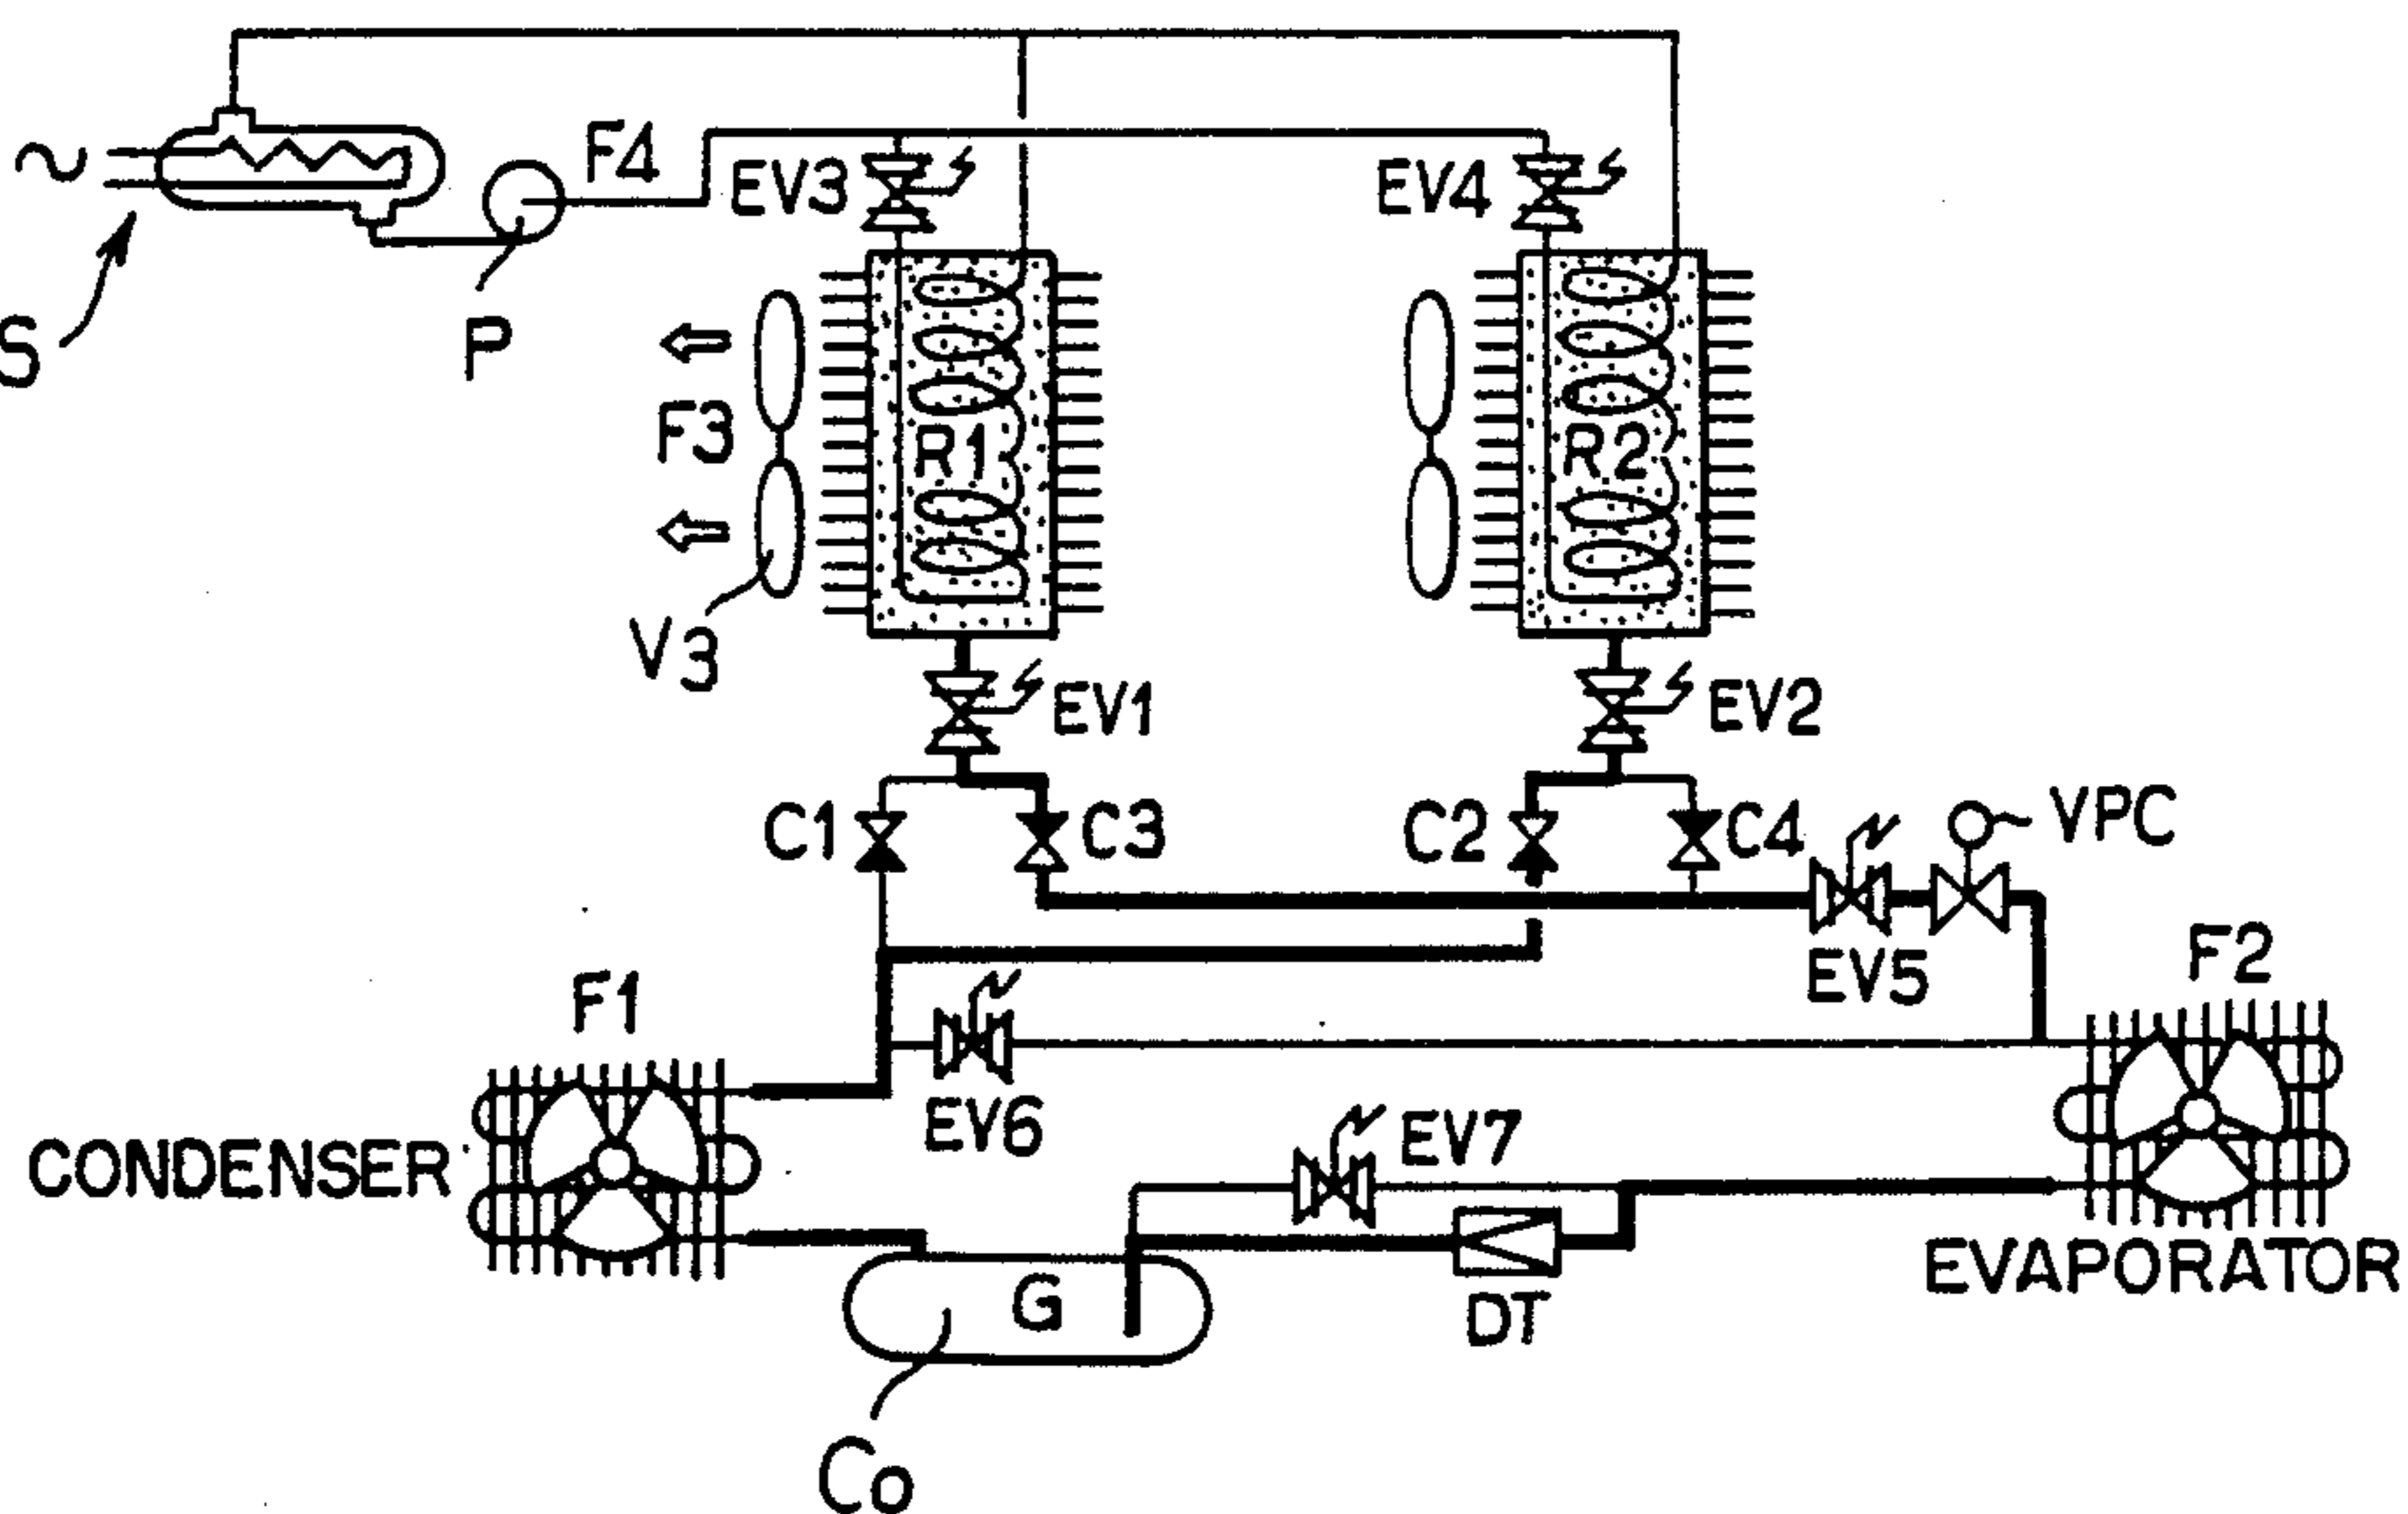 F4
EV3
EV4
S
P
F3
R1
R2
V3
EV1
EV2
C1
C3
C2
C4
VPC
EV5
F2
F1
EV6
EV7
CONDENSER
G
DT
EVAPORATOR
Co